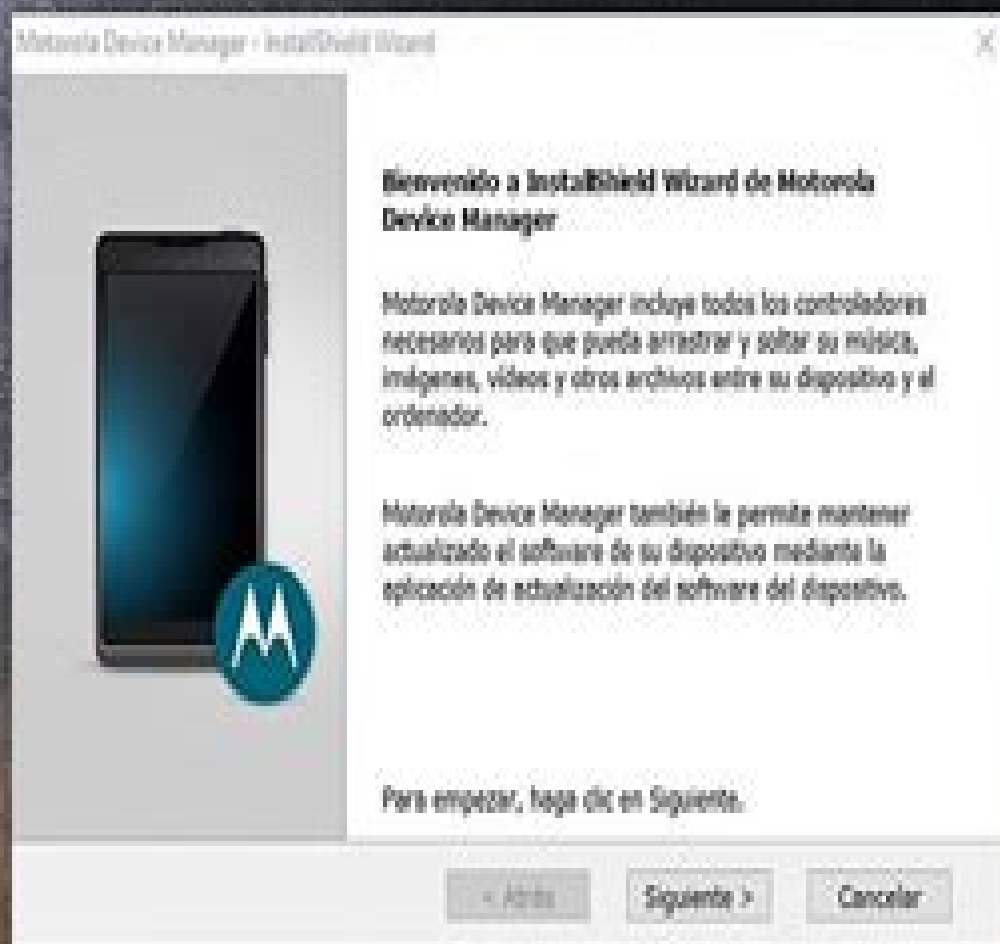 Motorola Device Manager - InstallShield Wizard
Bienvenido a InstallShield Wizard de Motorola
Device Manager
Motorola Device Manager incluye todos los controladores
necesarios para que pueda arrastrar y soltar su música,
imágenes, vídeos y otros archivos entre su dispositivo y el
ordenador.
Motorola Device Manager también le permite mantener
actualizado el software de su dispositivo mediante la
aplicación de actualización del software del dispositivo.
Para empezar, haga clic en Siguiente.
< Atrás
Siguiente >
Cancelar